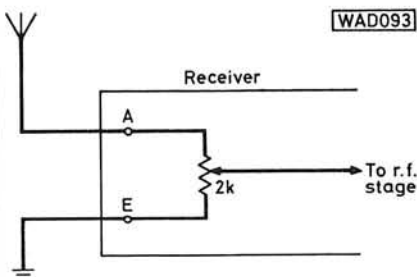 WAD093
Receiver
A
To r.f.
stage
2k
E